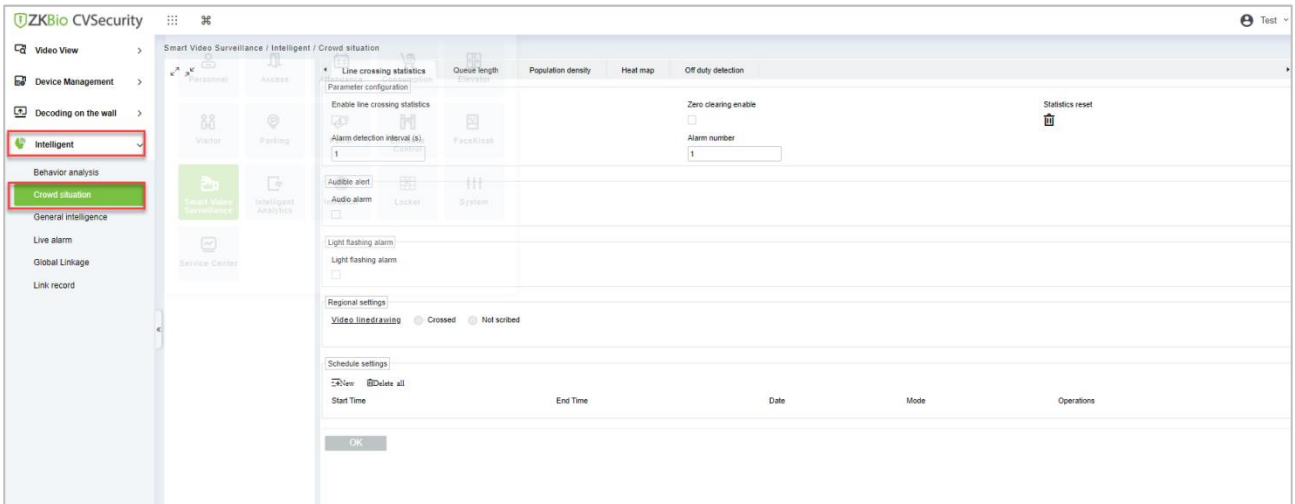 ZKBio CVSecurity
Test
Video View
Device Management
Decoding on the wall
Intelligent
Behavior analysis
Crowd situation
General intelligence
Live alarm
Global Linkage
Link record
Smart Video Surveillance / Intelligent / Crowd situation
Personnel
Access
Attendance
Consumption
Elevator
Visitor
Parking
Control
FaceKiosk
Smart Video Surveillance
Intelligent Analytics
Locker
System
Service Center
Line crossing statistics
Queue length
Population density
Heat map
Off duty detection
Parameter configuration
Enable line crossing statistics
Zero clearing enable
Statistics reset
Alarm detection interval (s)
Alarm number
1
1
Audible alert
Audio alarm
Light flashing alarm
Light flashing alarm
Regional settings
Video linedrawing
Crossed
Not scribed
Schedule settings
New
Delete all
Start Time
End Time
Date
Mode
Operations
OK